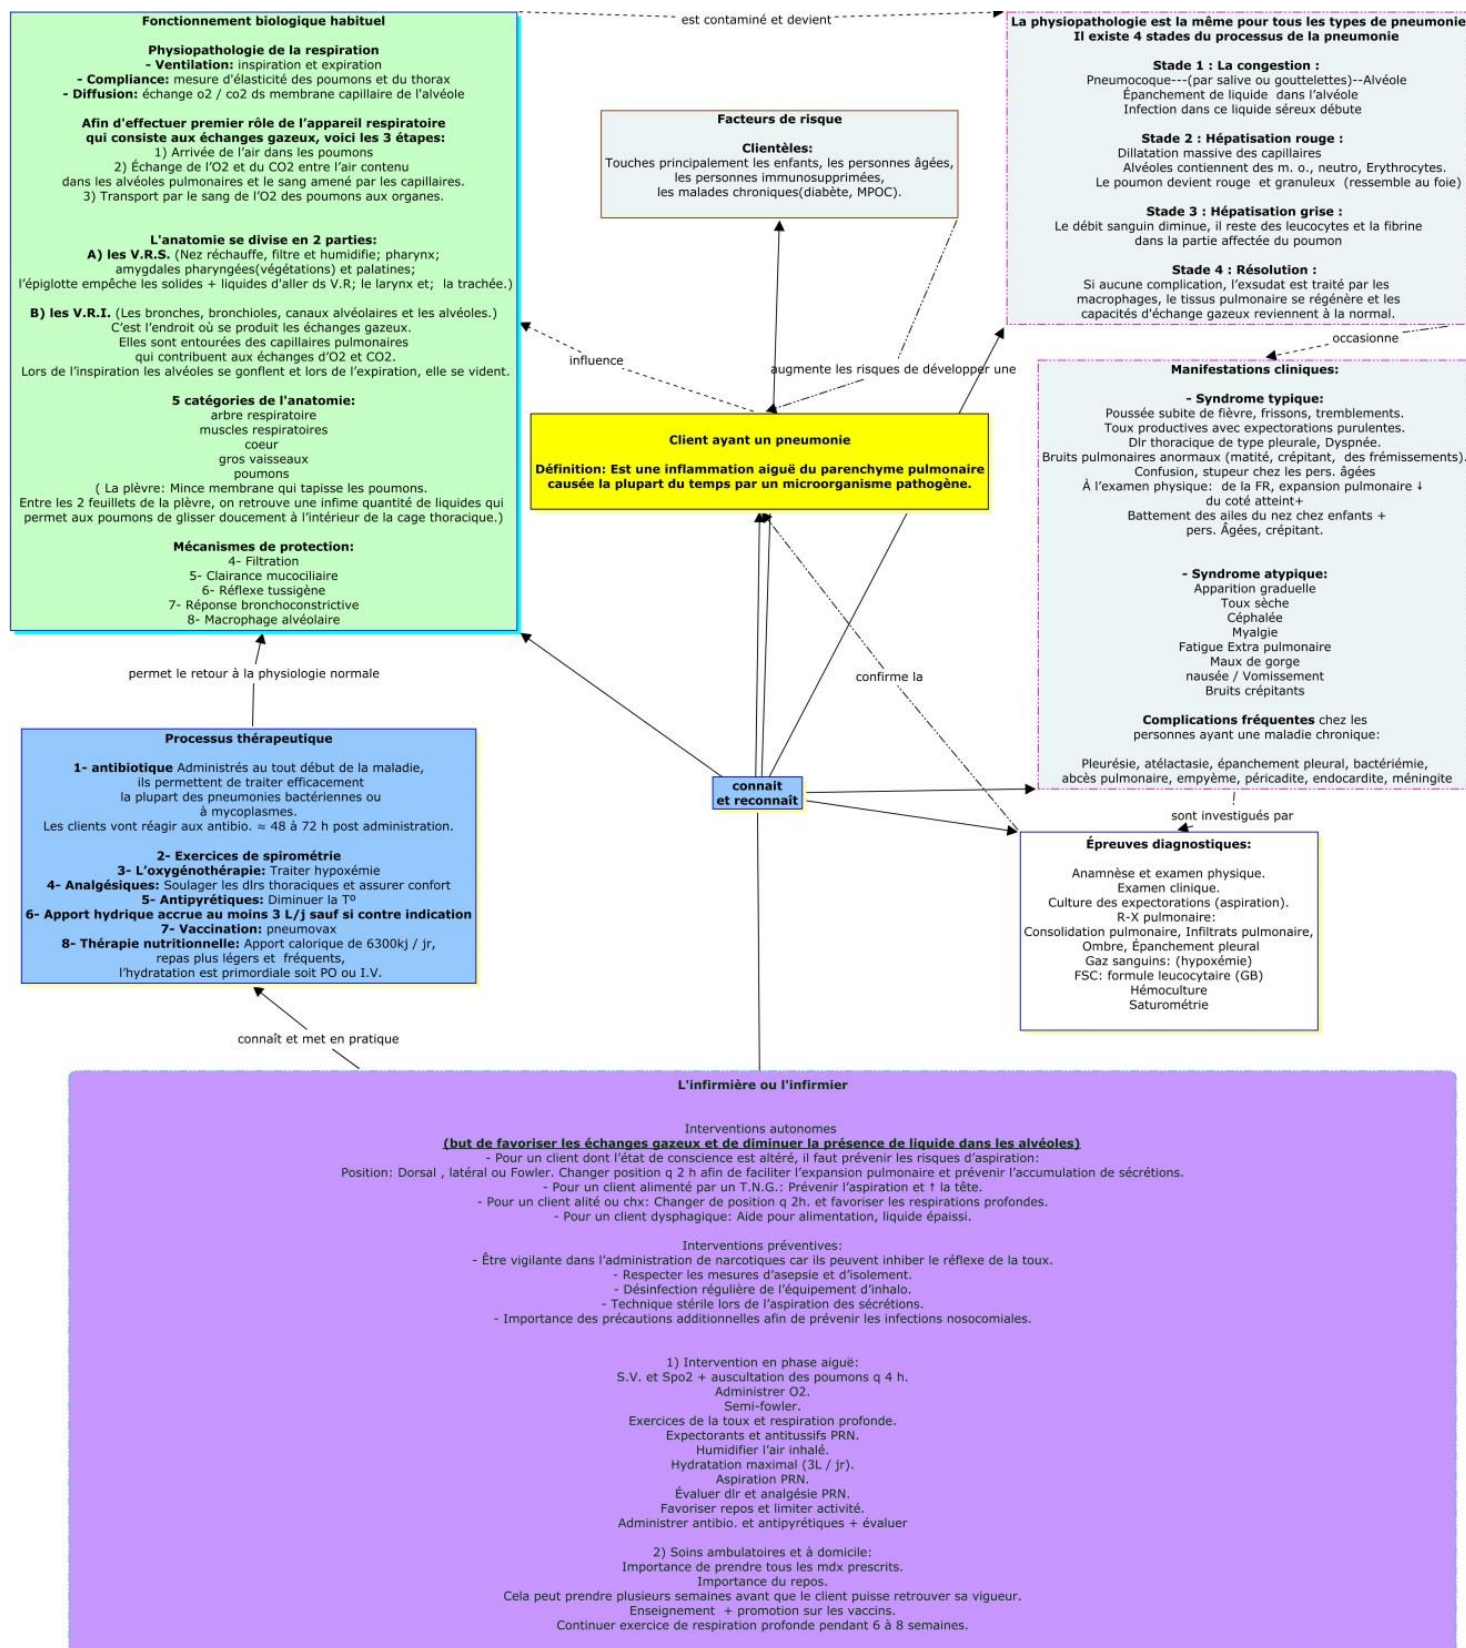 Fonctionnement biologique habituel
Physiopathologie de la respiration
- Ventilation: inspiration et expiration
- Compliance: mesure d'élasticité des poumons et du thorax
- Diffusion: échange o2 / co2 ds membrane capillaire de l'alvéole
Afin d'effectuer premier rôle de l’appareil respiratoire
qui consiste aux échanges gazeux, voici les 3 étapes:
1) Arrivée de l’air dans les poumons
2) Échange de l’O2 et du CO2 entre l’air contenu
dans les alvéoles pulmonaires et le sang amené par les capillaires.
3) Transport par le sang de l’O2 des poumons aux organes.
L'anatomie se divise en 2 parties:
A) les V.R.S. (Nez réchauffe, filtre et humidifie; pharynx;
amygdales pharyngées(végétations) et palatines;
l’épiglotte empêche les solides + liquides d'aller ds V.R; le larynx et;  la trachée.)
B) les V.R.I. (Les bronches, bronchioles, canaux alvéolaires et les alvéoles.)
C’est l’endroit où se produit les échanges gazeux.
Elles sont entourées des capillaires pulmonaires
qui contribuent aux échanges d’O2 et CO2.
Lors de l’inspiration les alvéoles se gonflent et lors de l’expiration, elle se vident.
5 catégories de l'anatomie:
arbre respiratoire
muscles respiratoires
coeur
gros vaisseaux
poumons
( La plèvre: Mince membrane qui tapisse les poumons.
Entre les 2 feuillets de la plèvre, on retrouve une infime quantité de liquides qui
permet aux poumons de glisser doucement à l’intérieur de la cage thoracique.)
Mécanismes de protection:
4- Filtration
5- Clairance mucociliaire
6- Réflexe tussigène
7- Réponse bronchoconstrictive
8- Macrophage alvéolaire
est contaminé et devient
La physiopathologie est la même pour tous les types de pneumonie
Il existe 4 stades du processus de la pneumonie
Stade 1 : La congestion :
Pneumocoque---(par salive ou gouttelettes)--Alvéole
Épanchement de liquide  dans l’alvéole
Infection dans ce liquide séreux débute
Stade 2 : Hépatisation rouge :
Dillatation massive des capillaires
Alvéoles contiennent des m. o., neutro, Erythrocytes.
Le poumon devient rouge  et granuleux  (ressemble au foie)
Stade 3 : Hépatisation grise :
Le débit sanguin diminue, il reste des leucocytes et la fibrine
dans la partie affectée du poumon
Stade 4 : Résolution :
Si aucune complication, l’exsudat est traité par les
macrophages, le tissus pulmonaire se régénère et les
capacités d'échange gazeux reviennent à la normal.
Facteurs de risque
Clientèles:
Touches principalement les enfants, les personnes âgées,
les personnes immunosupprimées,
les malades chroniques(diabète, MPOC).
influence
augmente les risques de développer une
occasionne
Client ayant un pneumonie
Définition: Est une inflammation aiguë du parenchyme pulmonaire
causée la plupart du temps par un microorganisme pathogène.
Manifestations cliniques:
- Syndrome typique:
Poussée subite de fièvre, frissons, tremblements.
Toux productives avec expectorations purulentes.
Dlr thoracique de type pleurale, Dyspnée.
Bruits pulmonaires anormaux (matité, crépitant,  des frémissements).
Confusion, stupeur chez les pers. âgées
À l’examen physique:  de la FR, expansion pulmonaire ↓
du coté atteint+
Battement des ailes du nez chez enfants +
pers. Âgées, crépitant.
- Syndrome atypique:
Apparition graduelle
Toux sèche
Céphalée
Myalgie
Fatigue Extra pulmonaire
Maux de gorge
nausée / Vomissement
Bruits crépitants
Complications fréquentes chez les
personnes ayant une maladie chronique:
Pleurésie, atélactasie, épanchement pleural, bactériémie,
abcès pulmonaire, empyème, péricadite, endocardite, méningite
permet le retour à la physiologie normale
confirme la
Processus thérapeutique
1- antibiotique Administrés au tout début de la maladie,
ils permettent de traiter efficacement
la plupart des pneumonies bactériennes ou
à mycoplasmes.
Les clients vont réagir aux antibio. ≈ 48 à 72 h post administration.
2- Exercices de spirométrie
3- L’oxygénothérapie: Traiter hypoxémie
4- Analgésiques: Soulager les dlrs thoraciques et assurer confort
5- Antipyrétiques: Diminuer la Tº
6- Apport hydrique accrue au moins 3 L/j sauf si contre indication
7- Vaccination: pneumovax
8- Thérapie nutritionnelle: Apport calorique de 6300kj / jr,
repas plus légers et  fréquents,
l’hydratation est primordiale soit PO ou I.V.
connait
et reconnaît
sont investigués par
Épreuves diagnostiques:
Anamnèse et examen physique.
Examen clinique.
Culture des expectorations (aspiration).
R-X pulmonaire:
Consolidation pulmonaire, Infiltrats pulmonaire,
Ombre, Épanchement pleural
Gaz sanguins: (hypoxémie)
FSC: formule leucocytaire (GB)
Hémoculture
Saturométrie
connaît et met en pratique
L'infirmière ou l'infirmier
Interventions autonomes
(but de favoriser les échanges gazeux et de diminuer la présence de liquide dans les alvéoles)
- Pour un client dont l’état de conscience est altéré, il faut prévenir les risques d’aspiration:
Position: Dorsal , latéral ou Fowler. Changer position q 2 h afin de faciliter l’expansion pulmonaire et prévenir l’accumulation de sécrétions.
- Pour un client alimenté par un T.N.G.: Prévenir l’aspiration et ↑ la tête.
- Pour un client alité ou chx: Changer de position q 2h. et favoriser les respirations profondes.
- Pour un client dysphagique: Aide pour alimentation, liquide épaissi.
Interventions préventives:
- Être vigilante dans l’administration de narcotiques car ils peuvent inhiber le réflexe de la toux.
- Respecter les mesures d’asepsie et d’isolement.
- Désinfection régulière de l’équipement d’inhalo.
- Technique stérile lors de l’aspiration des sécrétions.
- Importance des précautions additionnelles afin de prévenir les infections nosocomiales.
1) Intervention en phase aiguë:
S.V. et Spo2 + auscultation des poumons q 4 h.
Administrer O2.
Semi-fowler.
Exercices de la toux et respiration profonde.
Expectorants et antitussifs PRN.
Humidifier l’air inhalé.
Hydratation maximal (3L / jr).
Aspiration PRN.
Évaluer dlr et analgésie PRN.
Favoriser repos et limiter activité.
Administrer antibio. et antipyrétiques + évaluer
2) Soins ambulatoires et à domicile:
Importance de prendre tous les mdx prescrits.
Importance du repos.
Cela peut prendre plusieurs semaines avant que le client puisse retrouver sa vigueur.
Enseignement  + promotion sur les vaccins.
Continuer exercice de respiration profonde pendant 6 à 8 semaines.